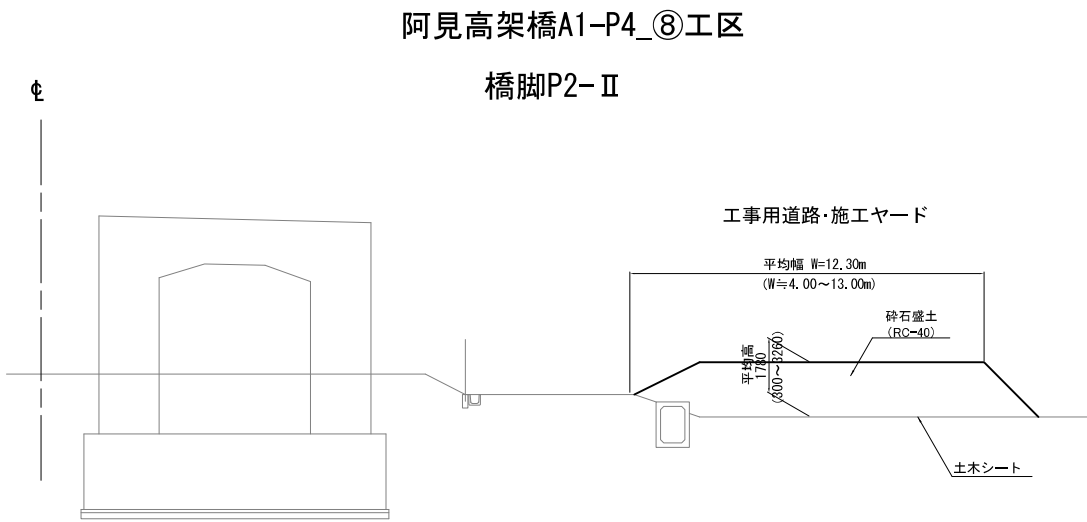 阿見高架橋A1-P4_⑧工区
橋脚P2-Ⅱ
℄
工事用道路・施工ヤード
平均幅 W=12.30m
(W≒4.00～13.00m)
砕石盛土
(RC-40)
平均高
1780
(300～3260)
土木シート